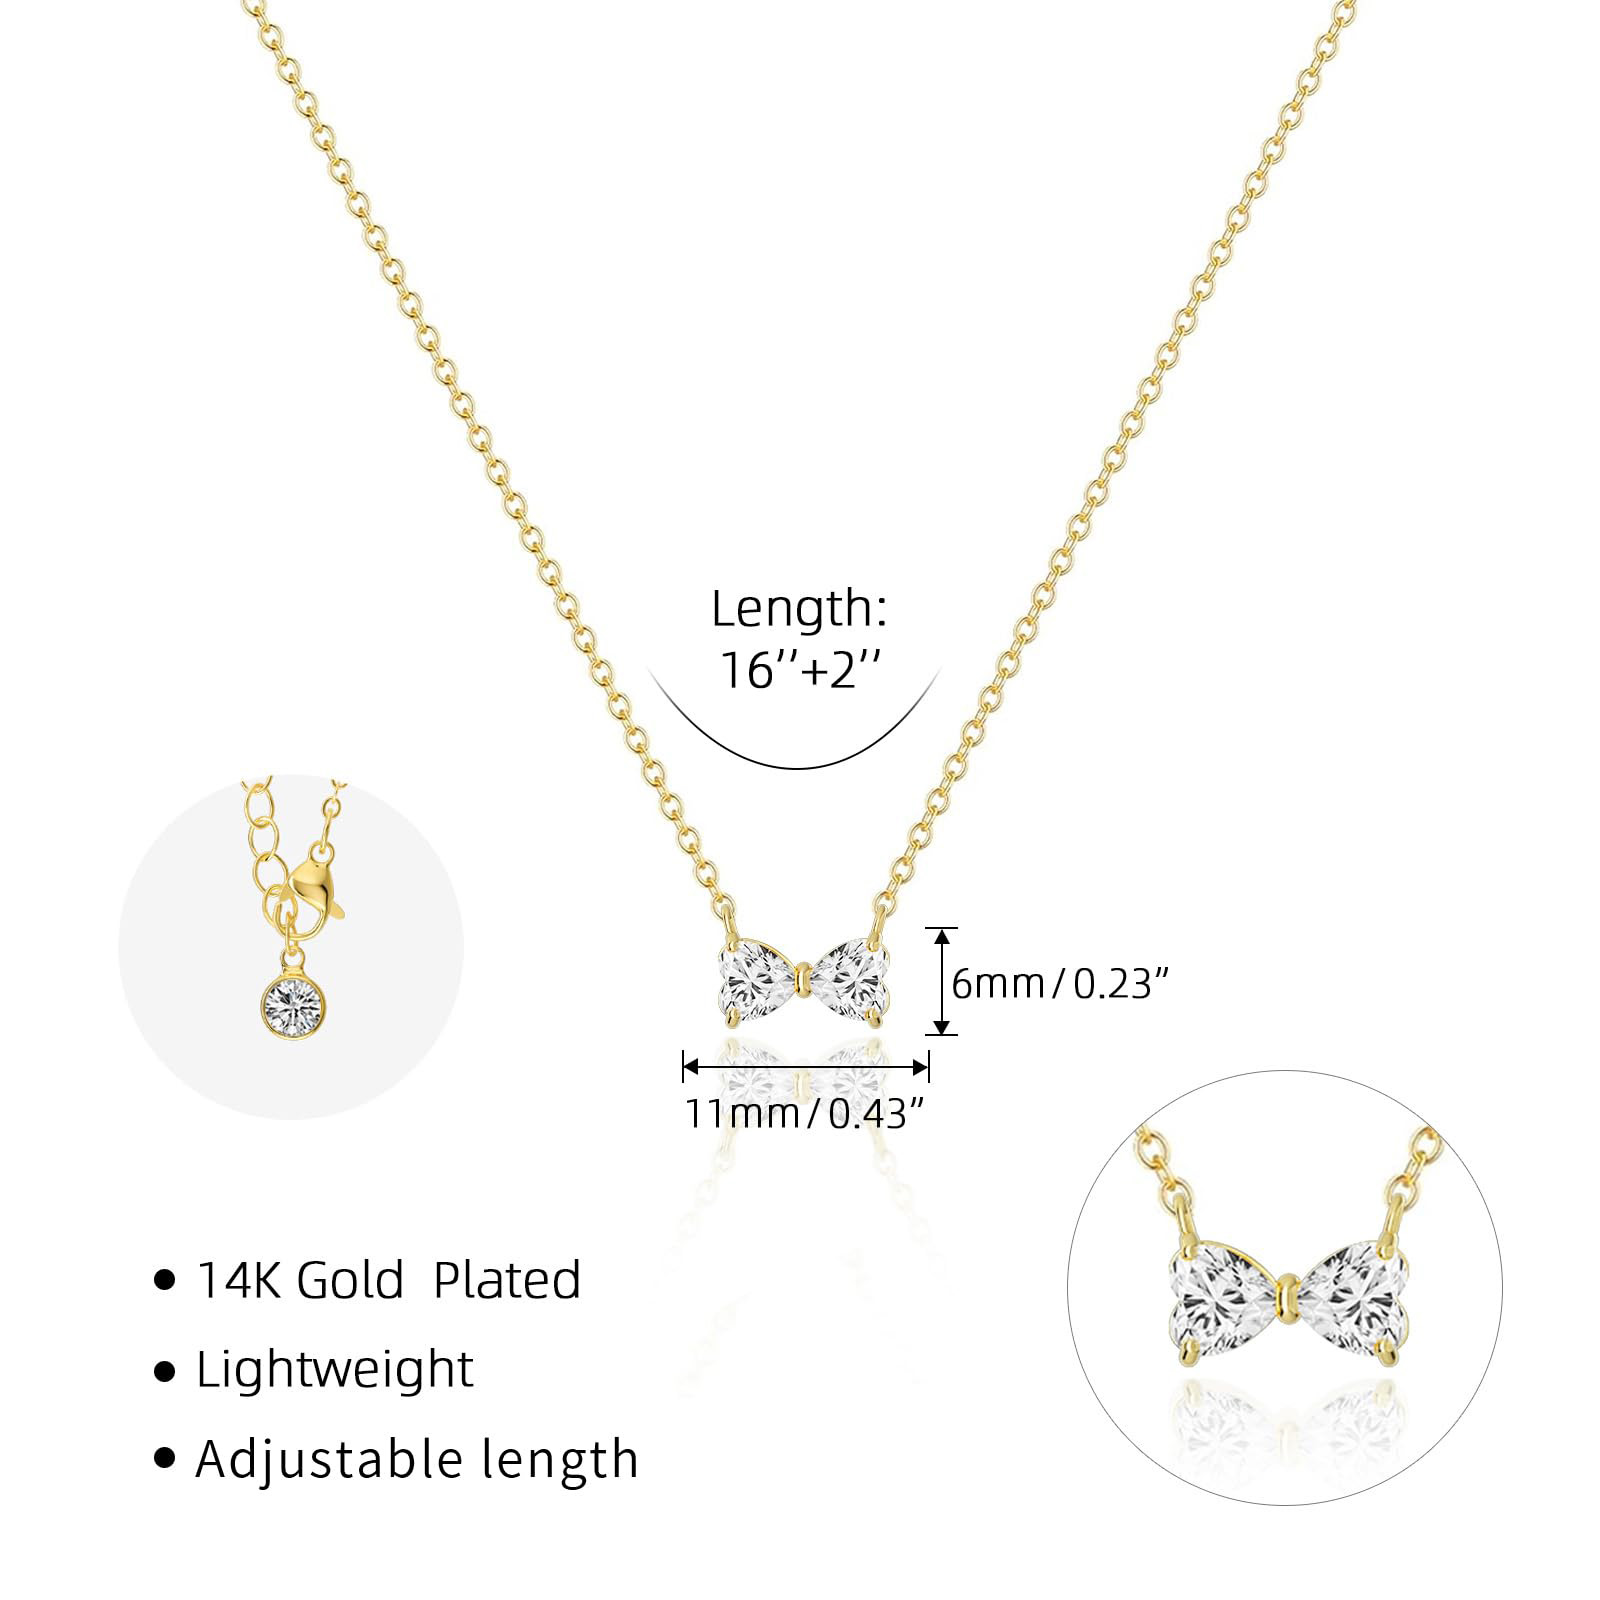 Length:
16''+2''
6mm/0.23”
11mm/0.43”
• 14K Gold Plated
• Lightweight
• Adjustable length